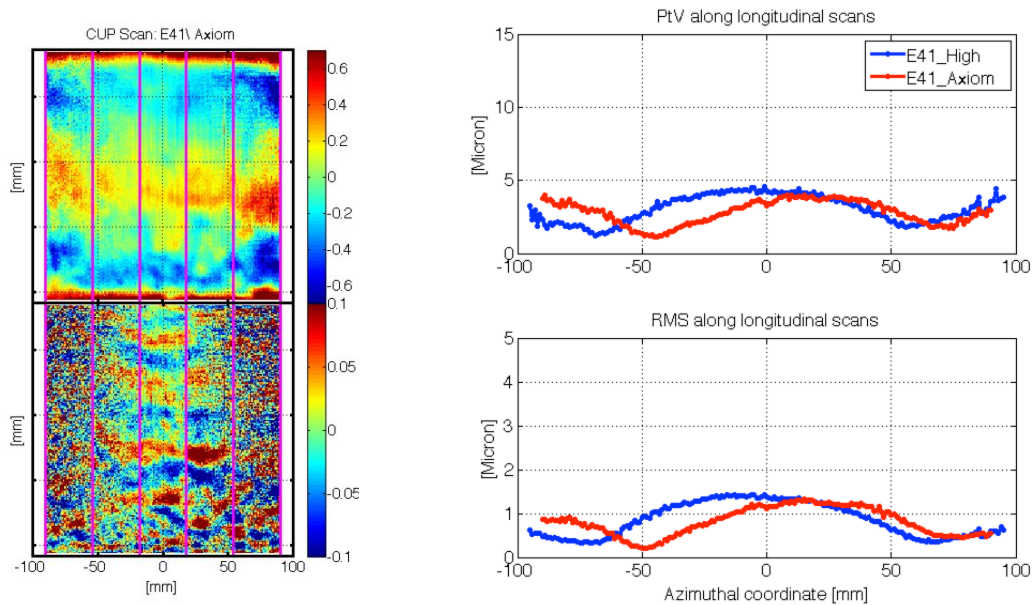 CUP Scan: E41\ Axiom
[mm]
0.6
0.4
0.2
0
-0.2
-0.4
-0.6
[mm]
0.1
0.05
0
-0.05
-0.1
-100 -50 0 50 100
[mm]
PtV along longitudinal scans
E41_High
E41_Axiom
[Micron]
15
10
5
0
-100 -50 0 50 100
RMS along longitudinal scans
[Micron]
5
4
3
2
1
0
-100 -50 0 50 100
Azimuthal coordinate [mm]